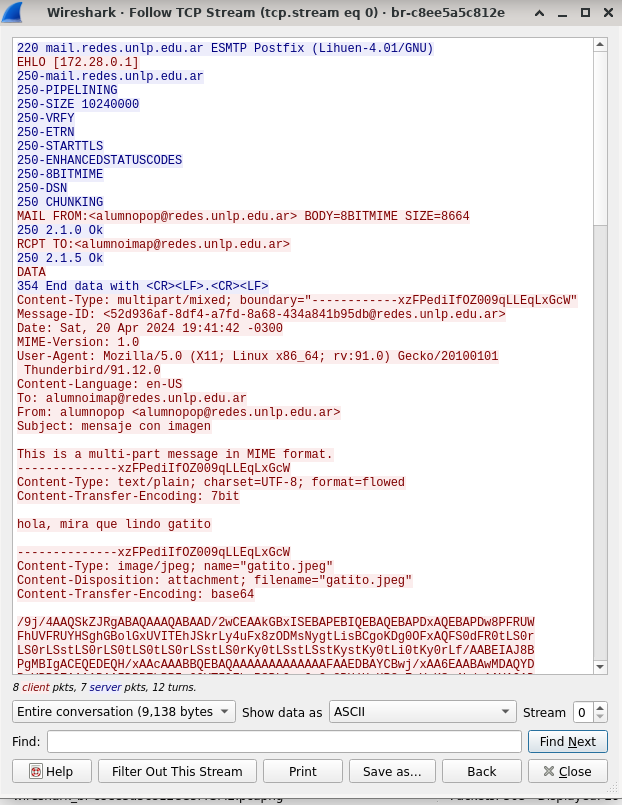 Wireshark · Follow TCP Stream (tcp.stream eq 0) · br-c8ee5a5c812e
220 mail.redes.unlp.edu.ar ESMTP Postfix (Lihuen-4.01/GNU)
EHLO [172.28.0.1]
250-mail.redes.unlp.edu.ar
250-PIPELINING
250-SIZE 10240000
250-VRFY
250-ETRN
250-STARTTLS
250-ENHANCEDSTATUSCODES
250-8BITMIME
250-DSN
250 CHUNKING
MAIL FROM:<alumnopop@redes.unlp.edu.ar> BODY=8BITMIME SIZE=8664
250 2.1.0 Ok
RCPT TO:<alumnoimap@redes.unlp.edu.ar>
250 2.1.5 Ok
DATA
354 End data with <CR><LF>.<CR><LF>
Content-Type: multipart/mixed; boundary="------------xzFPediIfOZ009qLLEqLxGcW"
Message-ID: <52d936af-8df4-a7fd-8a68-434a841b95db@redes.unlp.edu.ar>
Date: Sat, 20 Apr 2024 19:41:42 -0300
MIME-Version: 1.0
User-Agent: Mozilla/5.0 (X11; Linux x86_64; rv:91.0) Gecko/20100101
Thunderbird/91.12.0
Content-Language: en-US
To: alumnoimap@redes.unlp.edu.ar
From: alumnopop <alumnopop@redes.unlp.edu.ar>
Subject: mensaje con imagen
This is a multi-part message in MIME format.
--------------xzFPediIfOZ009qLLEqLxGcW
Content-Type: text/plain; charset=UTF-8; format=flowed
Content-Transfer-Encoding: 7bit
hola, mira que lindo gatito
--------------xzFPediIfOZ009qLLEqLxGcW
Content-Type: image/jpeg; name="gatito.jpeg"
Content-Disposition: attachment; filename="gatito.jpeg"
Content-Transfer-Encoding: base64
/9j/4AAQSkZJRgABAQAAAQABAAD/2wCEAAkGBxISEBAPEBIQEBAQEBAPDxAQEBAPDw8PFRUW
FhUVFRUYHSghGBolGxUVITEhJSkrLy4uFx8zODMsNygtLisBCgoKDg0OFxAQFS0dFR0tLS0r
LS0rLSstLS0rLS0tLS0tLS0rLSstLS0rKy0tLSstLSstKystKy0tLi0tKy0rLf/AABEIAJ8B
PgMBIgACEQEDEQH/xAAcAAABBQEBAQAAAAAAAAAAAAAFAAEDBAYCBwj/xAA6EAABAwMDAQYD
8 client pkts, 7 server pkts, 12 turns.
Entire conversation (9,138 bytes
Show data as
ASCII
Stream
0
Find:
Find Next
Help
Filter Out This Stream
Print
Save as…
Back
Close